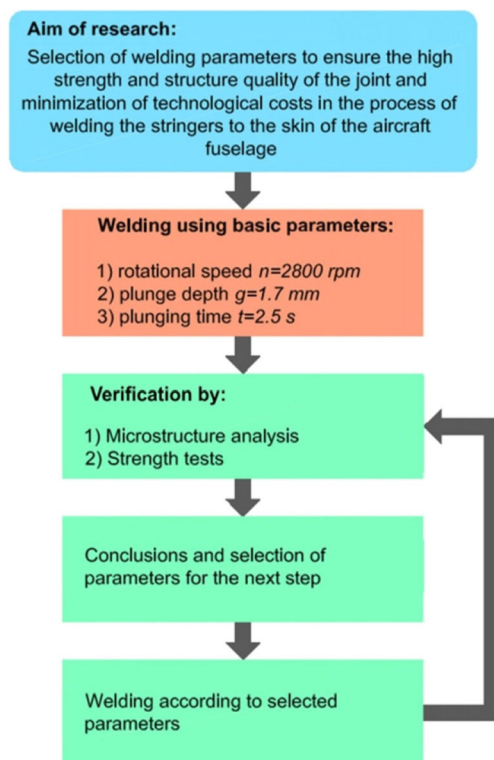 Aim of research:
Selection of welding parameters to ensure the high
strength and structure quality of the joint and
minimization of technological costs in the process of
welding the stringers to the skin of the aircraft
fuselage
Welding using basic parameters:
1) rotational speed n=2800 rpm
2) plunge depth g=1.7 mm
3) plunging time t=2.5 s
Verification by:
1) Microstructure analysis
2) Strength tests
Conclusions and selection of
parameters for the next step
Welding according to selected
parameters